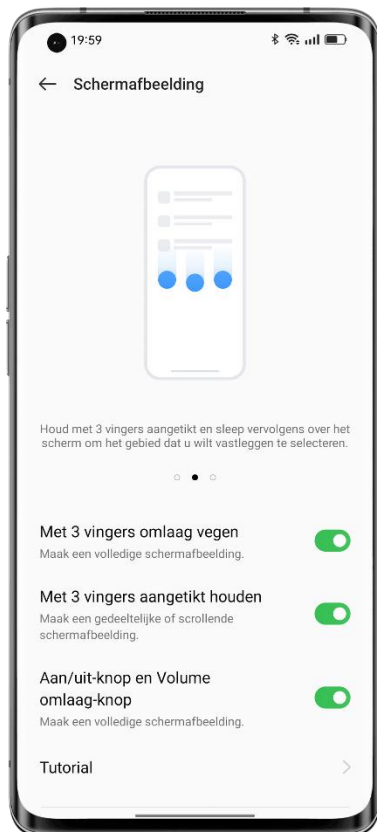 19:59
Schermafbeelding
Houd met 3 vingers aangetikt en sleep vervolgens over het
scherm om het gebied dat u wilt vastleggen te selecteren.
Met 3 vingers omlaag vegen
Maak een volledige schermafbeelding.
Met 3 vingers aangetikt houden
Maak een gedeeltelijke of scrollende
schermafbeelding.
Aan/uit-knop en Volume
omlaag-knop
Maak een volledige schermafbeelding.
Tutorial